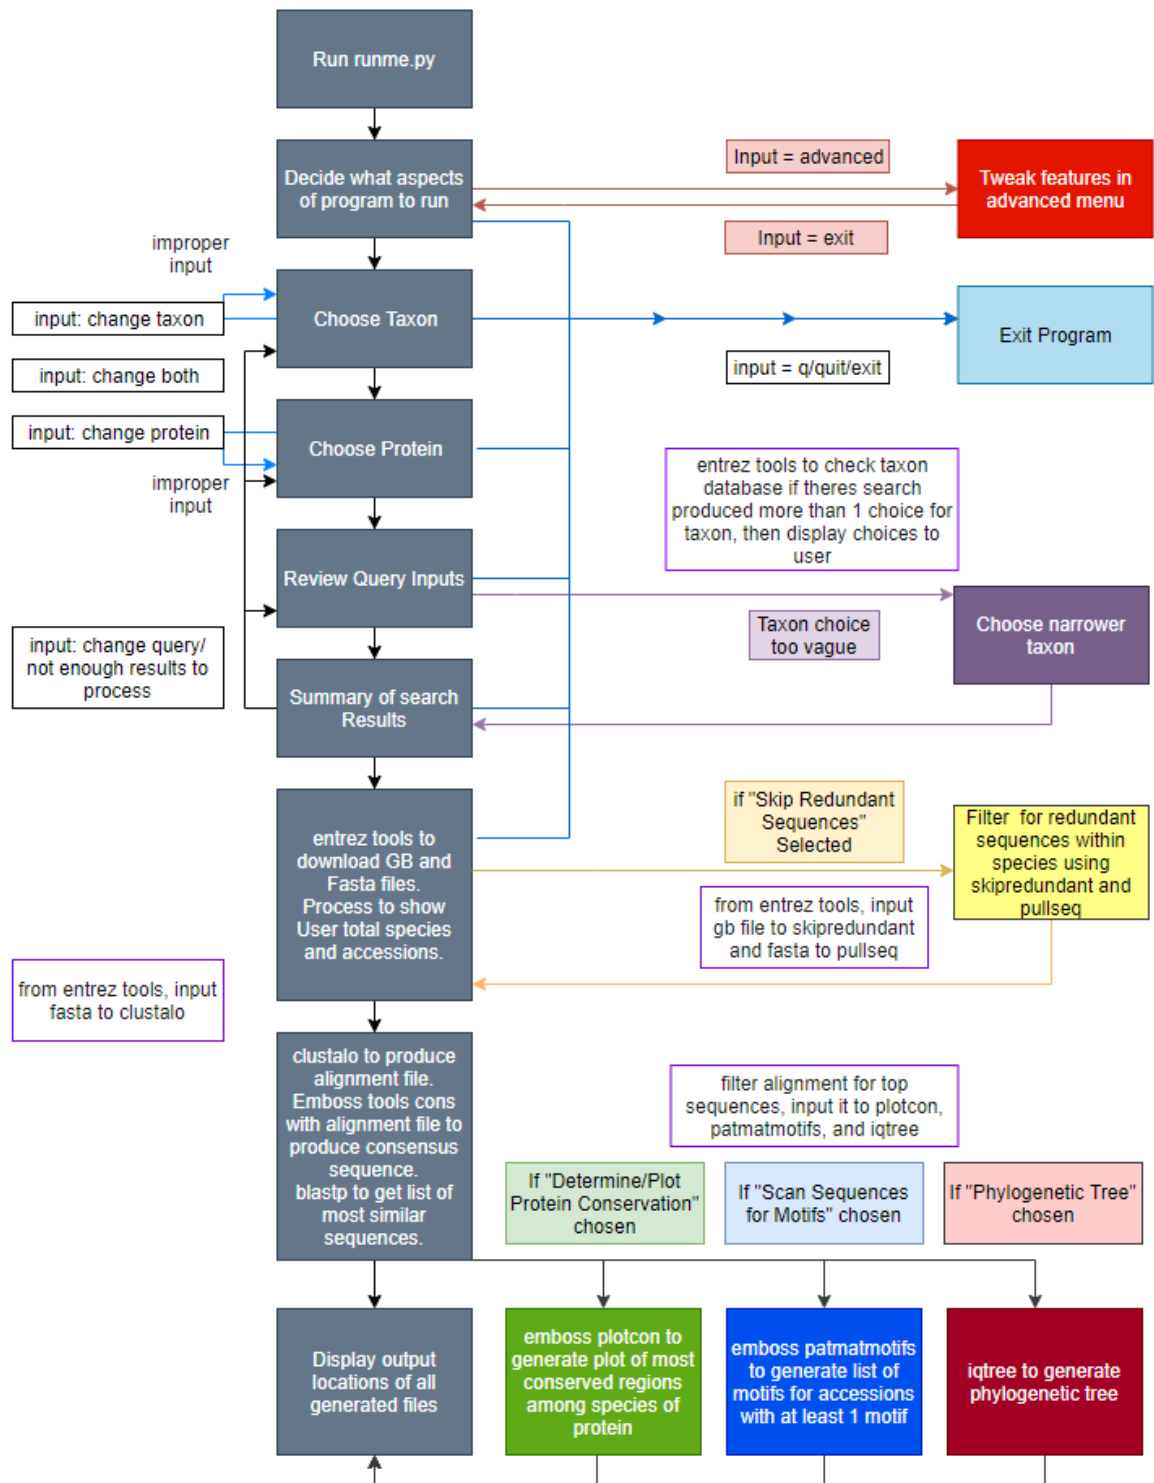 Run runme.py
Decide what aspects
of program to run
Input = advanced
Tweak features in
advanced menu
Input = exit
improper
input
input: change taxon
Choose Taxon
Exit Program
input: change both
input = q/quit/exit
input: change protein
Choose Protein
improper
input
entrez tools to check taxon
database if theres search
produced more than 1 choice for
taxon, then display choices to
user
Review Query Inputs
Taxon choice
too vague
Choose narrower
taxon
input: change query/
not enough results to
process
Summary of search
Results
entrez tools to
download GB and
Fasta files.
Process to show
User total species
and accessions.
if "Skip Redundant
Sequences"
Selected
Filter for redundant
sequences within
species using
skipredundant and
pullseq
from entrez tools, input
gb file to skipredundant
and fasta to pullseq
from entrez tools, input
fasta to clustalo
clustalo to produce
alignment file.
Emboss tools cons
with alignment file to
produce consensus
sequence.
blastp to get list of
most similar
sequences.
filter alignment for top
sequences, input it to plotcon,
patmatmotifs, and iqtree
If "Determine/Plot
Protein Conservation"
chosen
If "Scan Sequences
for Motifs" chosen
If "Phylogenetic Tree"
chosen
Display output
locations of all
generated files
emboss plotcon to
generate plot of most
conserved regions
among species of
protein
emboss patmatmotifs
to generate list of
motifs for accessions
with at least 1 motif
iqtree to generate
phylogenetic tree